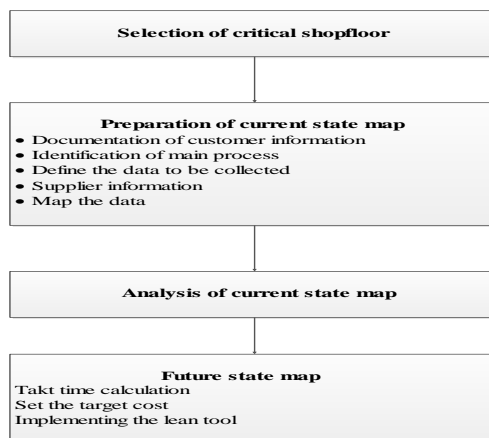 Selection of critical shopfloor
Preparation of current state map
• Documentation of customer information
• Identification of main process
• Define the data to be collected
• Supplier information
• Map the data
Analysis of current state map
Future state map
Takt time calculation
Set the target cost
Implementing the lean tool